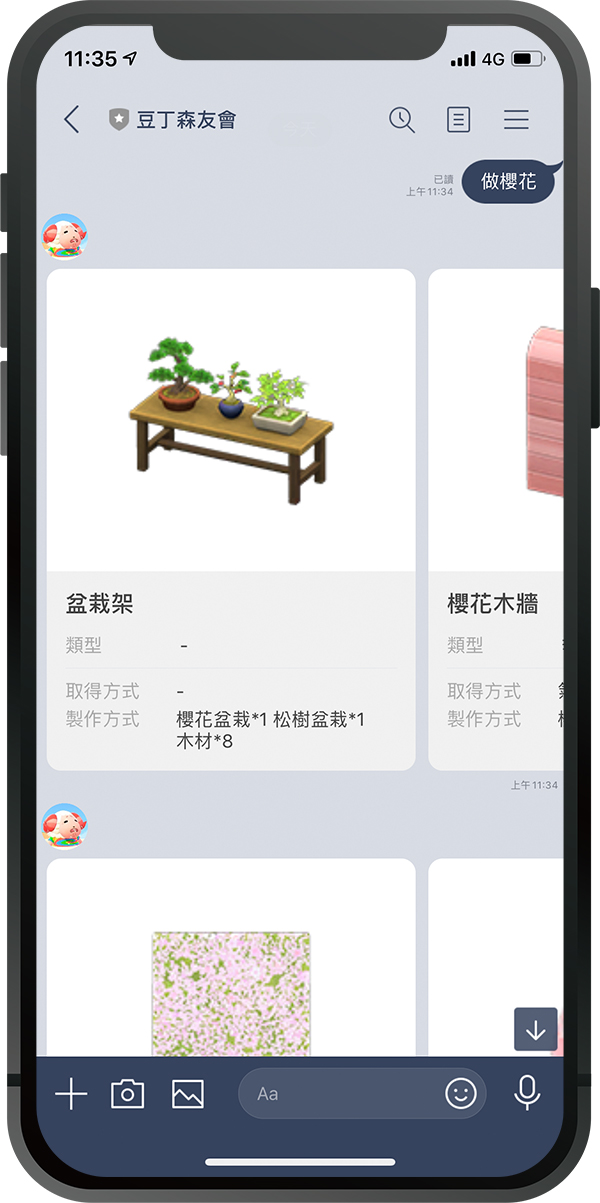 11:35
4G
豆丁森友會
已讀
上午11:34
做櫻花
盆栽架
類型 -
取得方式 -
製作方式 櫻花盆栽*1 松樹盆栽*1
木材*8
櫻花木牆
類型
取得方式
製作方式
上午11:34
Aa